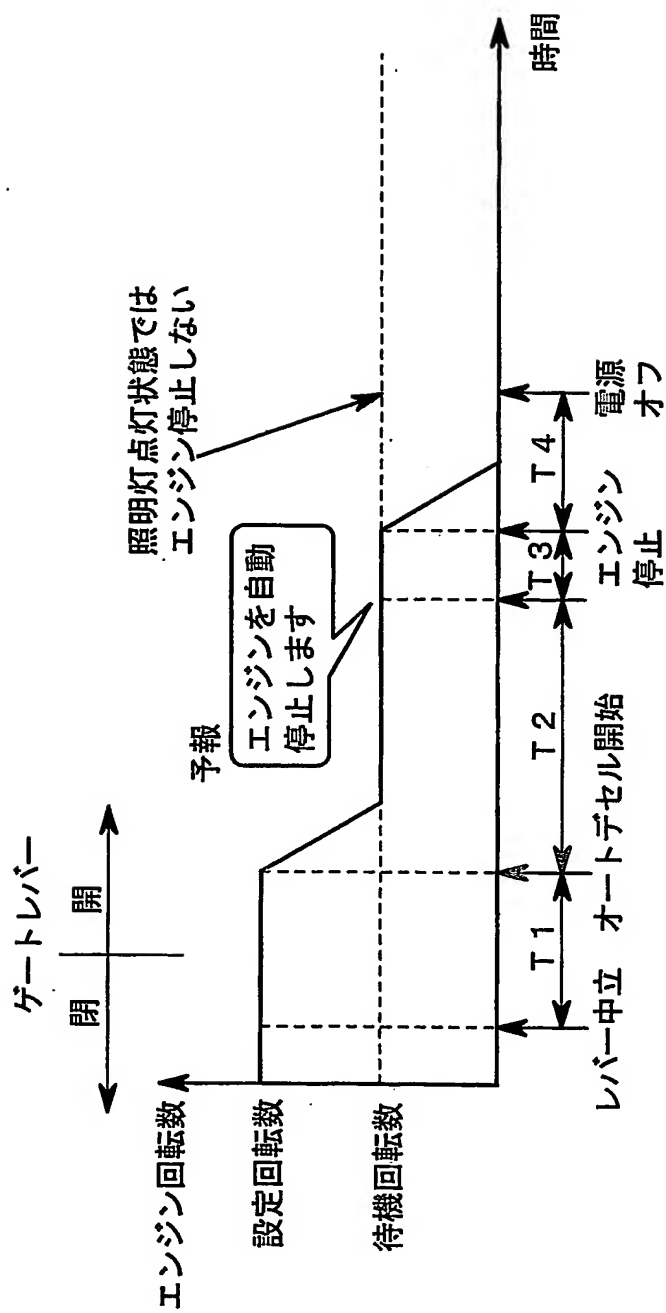 ゲートレバー
閉 開
エンジン回転数
設定回転数
待機回転数
予報
エンジンを自動
停止します
照明灯点灯状態では
エンジン停止しない
時間
T1
T2
T3
T4
レバー中立
オートデセル開始
エンジン
停止
電源
オフ